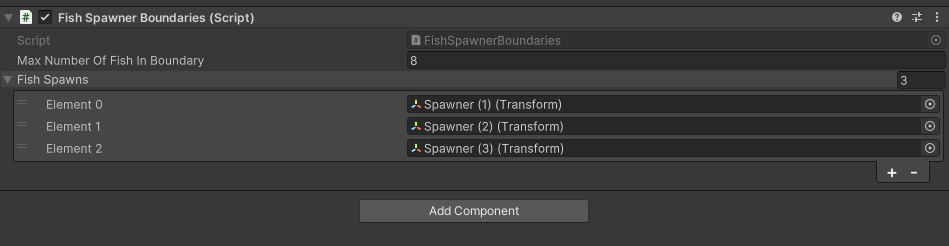 Fish Spawner Boundaries (Script)
Script FishSpawnerBoundaries
Max Number Of Fish In Boundary 8
Fish Spawns 3
Element 0 Spawner (1) (Transform)
Element 1 Spawner (2) (Transform)
Element 2 Spawner (3) (Transform)
+ -
Add Component